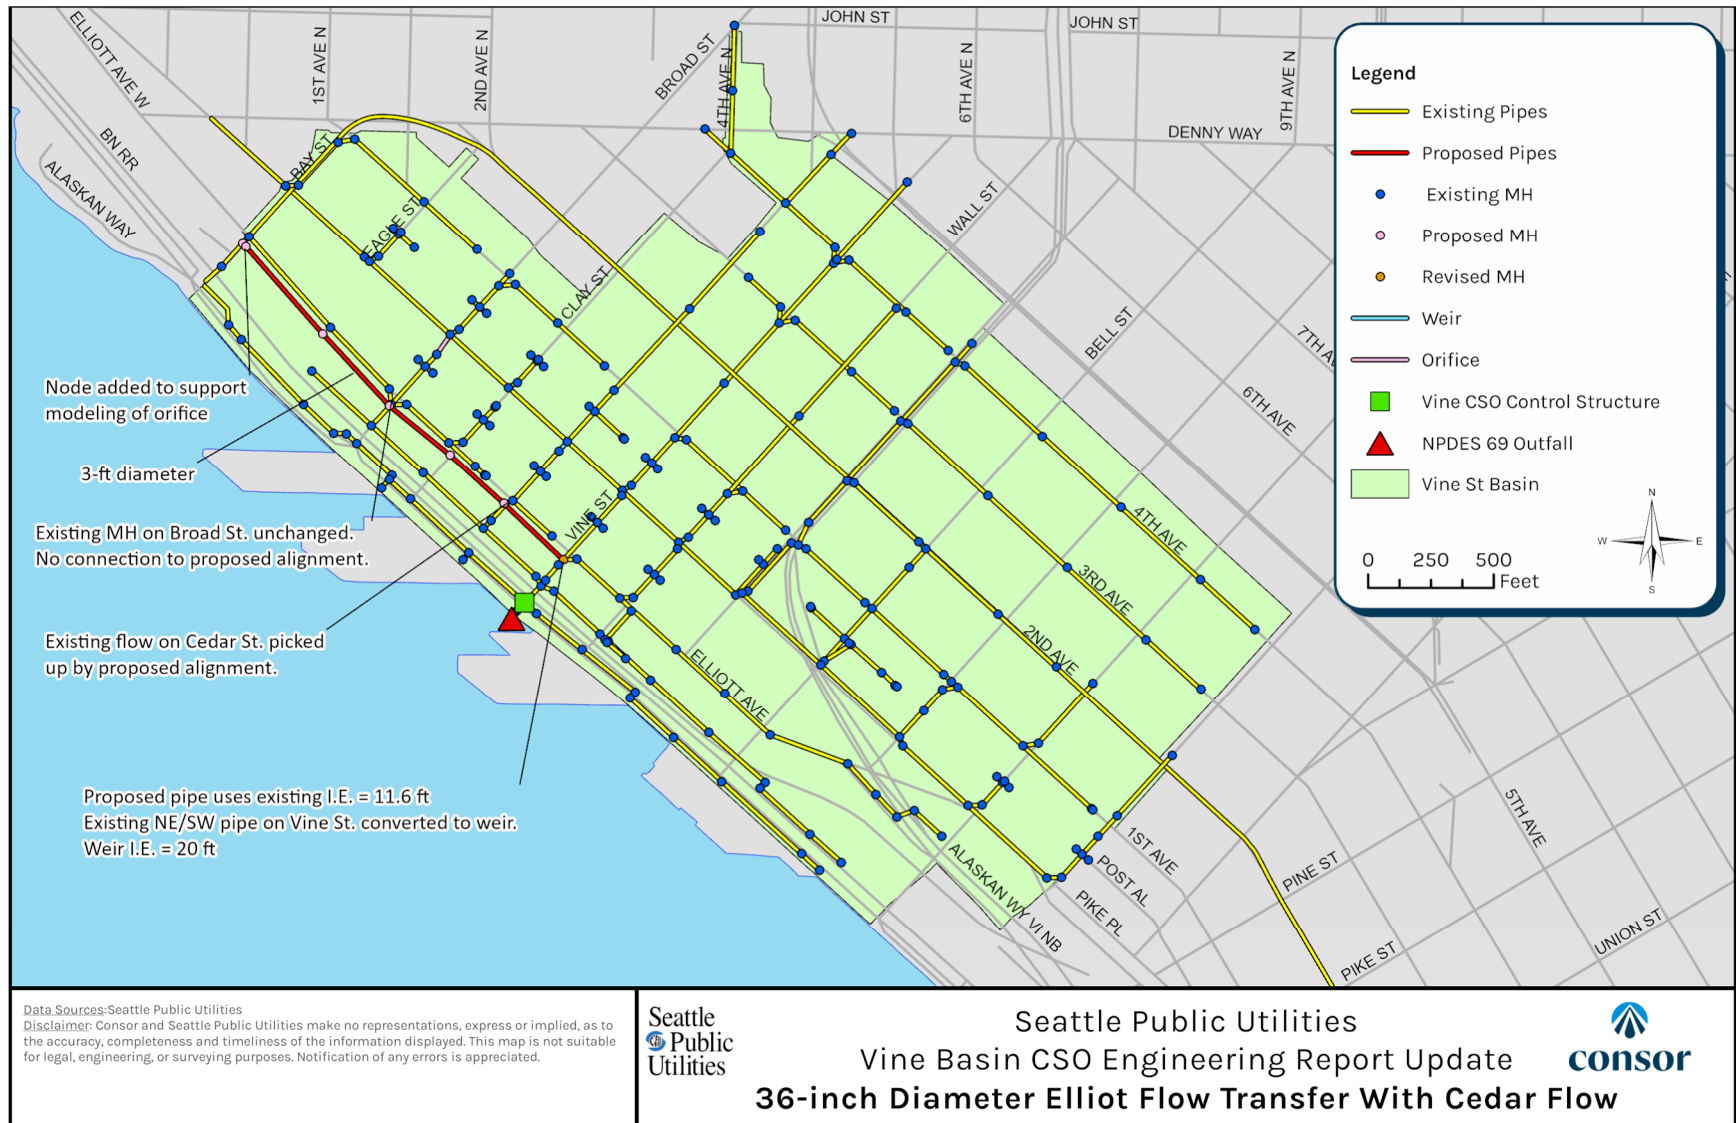 JOHN ST
JOHN ST
ELLIOTT AVE W
1ST AVE N
2ND AVE N
BROAD ST
4TH AVE N
6TH AVE N
9TH AVE N
DENNY WAY
BN RR
ALASKAN WAY
BAY ST
EAGLE ST
CLAY ST
WALL ST
BELL ST
7TH AV
6TH AVE
VINE ST
4TH AVE
3RD AVE
2ND AVE
ELLIOTT AVE
1ST AVE
POST AL
PIKE PL
ALASKAN WY VI NB
5TH AVE
PINE ST
PIKE ST
UNION ST
Legend
Existing Pipes
Proposed Pipes
Existing MH
Proposed MH
Revised MH
Weir
Orifice
Vine CSO Control Structure
NPDES 69 Outfall
Vine St Basin
N
W
E
S
0 250 500
Feet
Node added to support
modeling of orifice
3-ft diameter
Existing MH on Broad St. unchanged.
No connection to proposed alignment.
Existing flow on Cedar St. picked
up by proposed alignment.
Proposed pipe uses existing I.E. = 11.6 ft
Existing NE/SW pipe on Vine St. converted to weir.
Weir I.E. = 20 ft
Data Sources:Seattle Public Utilities
Disclaimer: Consor and Seattle Public Utilities make no representations, express or implied, as to
the accuracy, completeness and timeliness of the information displayed. This map is not suitable
for legal, engineering, or surveying purposes. Notification of any errors is appreciated.
Seattle
Public
Utilities
Seattle Public Utilities
Vine Basin CSO Engineering Report Update
36-inch Diameter Elliot Flow Transfer With Cedar Flow
consor